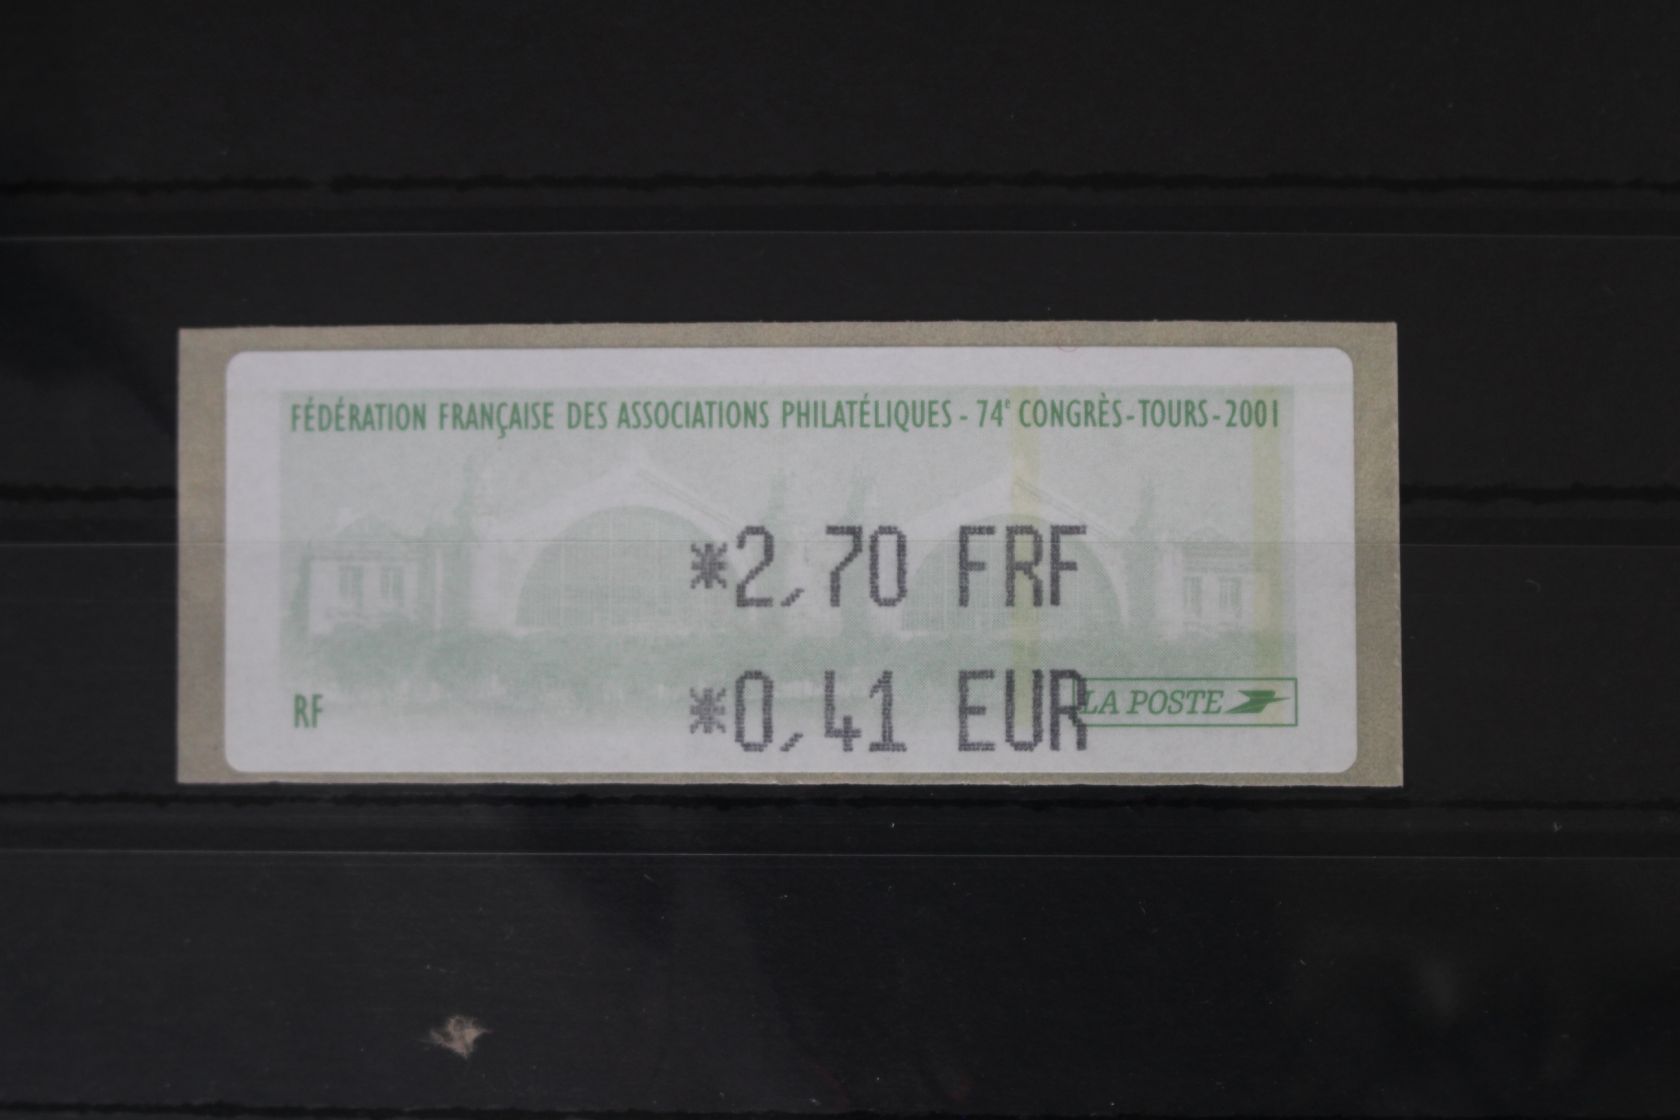 FÉDÉRATION FRANÇAISE DES ASSOCIATIONS PHILATÉLIQUES - 74e CONGRÈS - TOURS - 2001
*2,70 FRF
*0,41 EUR
RF
LA POSTE